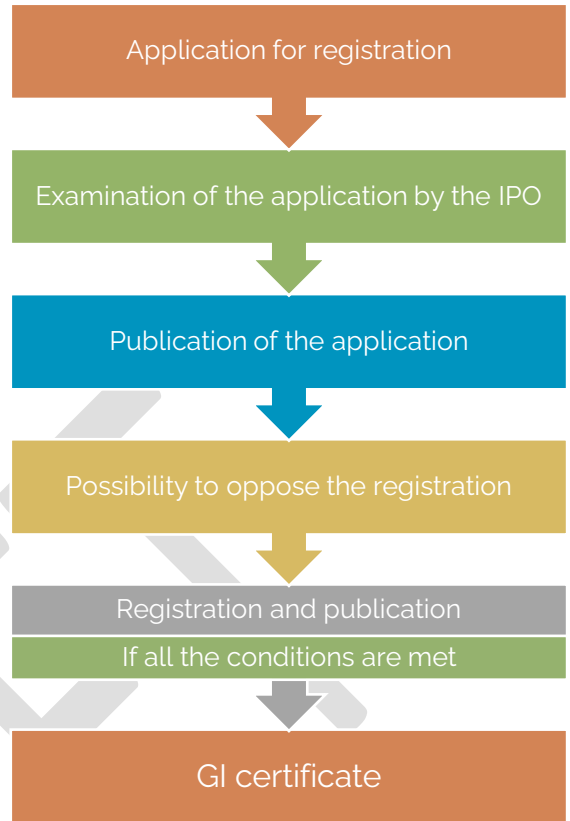 Application for registration
Examination of the application by the IPO
Publication of the application
Possibility to oppose the registration
Registration and publication
If all the conditions are met
GI certificate